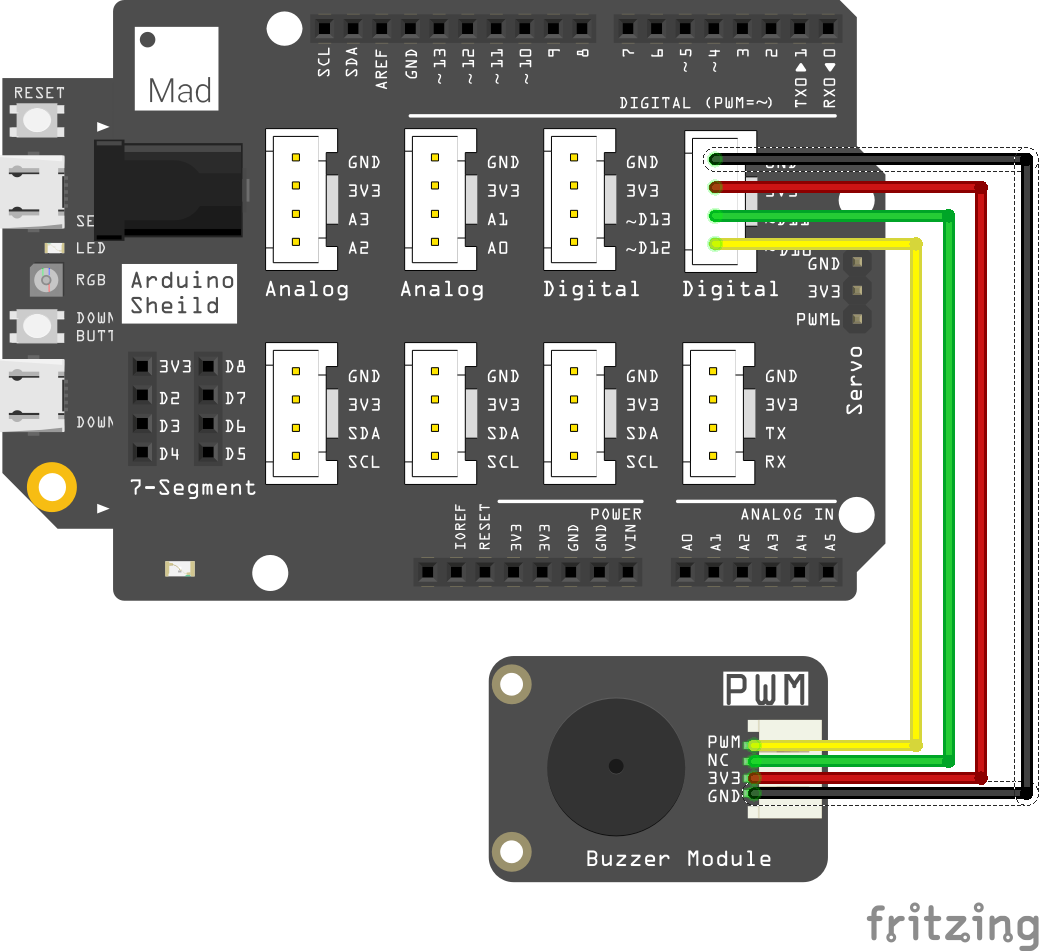 SCL SDA AREF GND ~13 ~12 ~11 ~10 9 8 7 6 ~5 ~4 3 2 TX0▶1 RX0◀0
DIGITAL (PWM=~)
Mad
RESET
GND GND GND GND
3V3 3V3 3V3 3V3
A3 A1 ~D13 ~D11
A2 A0 ~D12 ~D10
Analog Analog Digital Digital
LED
RGB
Arduino
Sheild
GND
3V3
PWM6
Servo
3V3 D8
D2 D7
D3 D6
D4 D5
7-Segment
GND GND GND GND
3V3 3V3 3V3 3V3
SDA SDA SDA TX
SCL SCL SCL RX
DOWN
BUTT
DOWN
POWER
ANALOG IN
IOREF RESET 3V3 3V3 GND GND VIN A0 A1 A2 A3 A4 A5
PWM
PWM
NC
3V3
GND
Buzzer Module
fritzing